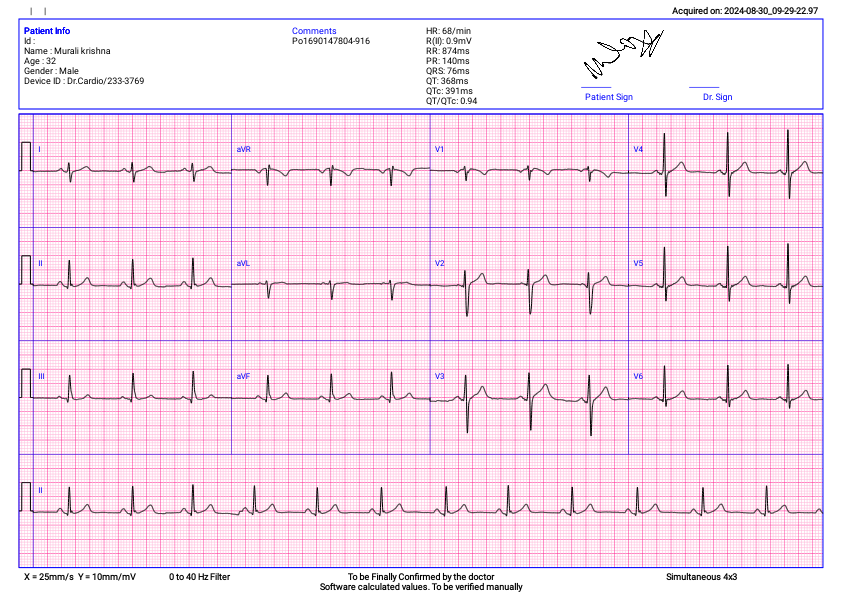 Acquired on: 2024-08-30_09-29-22.97
Patient Info
Id :
Name : Murali krishna
Age : 32
Gender : Male
Device ID : Dr.Cardio/233-3769
Comments
Po1690147804-916
HR: 68/min
R(II): 0.9mV
RR: 874ms
PR: 140ms
QRS: 76ms
QT: 368ms
QTc: 391ms
QT/QTc: 0.94
Patient Sign
Dr. Sign
I
aVR
V1
V4
II
aVL
V2
V5
III
aVF
V3
V6
II
X = 25mm/s Y = 10mm/mV
0 to 40 Hz Filter
To be Finally Confirmed by the doctor
Software calculated values. To be verified manually
Simultaneous 4x3